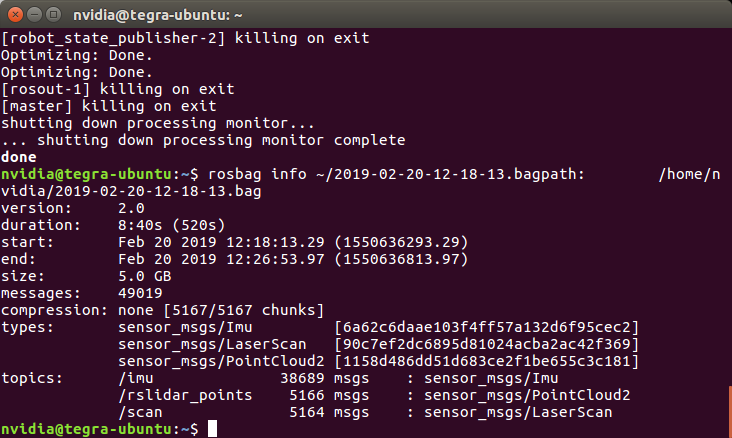 nvidia@tegra-ubuntu: ~
[robot_state_publisher-2] killing on exit
Optimizing: Done.
Optimizing: Done.
[rosout-1] killing on exit
[master] killing on exit
shutting down processing monitor...
... shutting down processing monitor complete
done
nvidia@tegra-ubuntu:~$ rosbag info ~/2019-02-20-12-18-13.bagpath:        /home/n
vidia/2019-02-20-12-18-13.bag
version:     2.0
duration:    8:40s (520s)
start:       Feb 20 2019 12:18:13.29 (1550636293.29)
end:         Feb 20 2019 12:26:53.97 (1550636813.97)
size:        5.0 GB
messages:    49019
compression: none [5167/5167 chunks]
types:       sensor_msgs/Imu         [6a62c6daae103f4ff57a132d6f95cec2]
             sensor_msgs/LaserScan   [90c7ef2dc6895d81024acba2ac42f369]
             sensor_msgs/PointCloud2 [1158d486dd51d683ce2f1be655c3c181]
topics:      /imu              38689 msgs    : sensor_msgs/Imu
             /rslidar_points    5166 msgs    : sensor_msgs/PointCloud2
             /scan              5164 msgs    : sensor_msgs/LaserScan
nvidia@tegra-ubuntu:~$